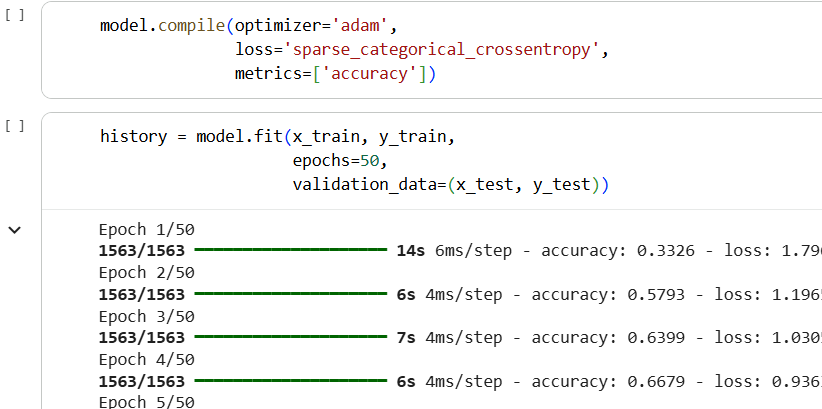 [ ]
model.compile(optimizer='adam',
loss='sparse_categorical_crossentropy',
metrics=['accuracy'])
[ ]
history = model.fit(x_train, y_train,
epochs=50,
validation_data=(x_test, y_test))
Epoch 1/50
1563/1563 ━━━━━━━━━━━━━━━━━━━━ 14s 6ms/step - accuracy: 0.3326 - loss: 1.796
Epoch 2/50
1563/1563 ━━━━━━━━━━━━━━━━━━━━ 6s 4ms/step - accuracy: 0.5793 - loss: 1.1965
Epoch 3/50
1563/1563 ━━━━━━━━━━━━━━━━━━━━ 7s 4ms/step - accuracy: 0.6399 - loss: 1.0305
Epoch 4/50
1563/1563 ━━━━━━━━━━━━━━━━━━━━ 6s 4ms/step - accuracy: 0.6679 - loss: 0.936
Epoch 5/50